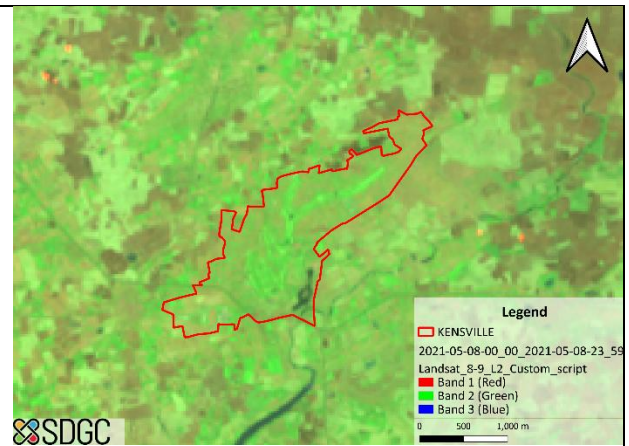 Legend
KENSVILLE
2021-05-08-00_00_2021-05-08-23_59
Landsat_8-9_L2_Custom_script
Band 1 (Red)
Band 2 (Green)
Band 3 (Blue)
0 500 1,000 m
SDGC